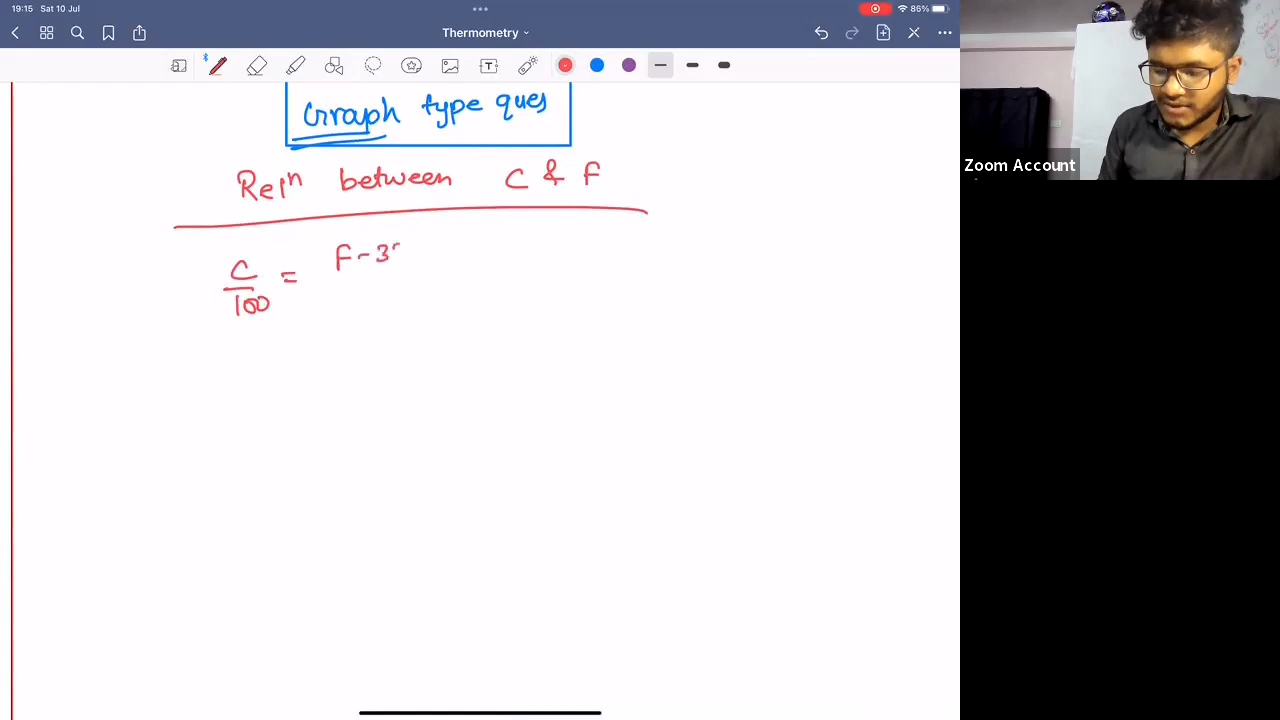 19:15 Sat 10 Jul
86%
Thermometry
Graph type ques
Relⁿ between C & F
C/100 = F - 3
Zoom Account